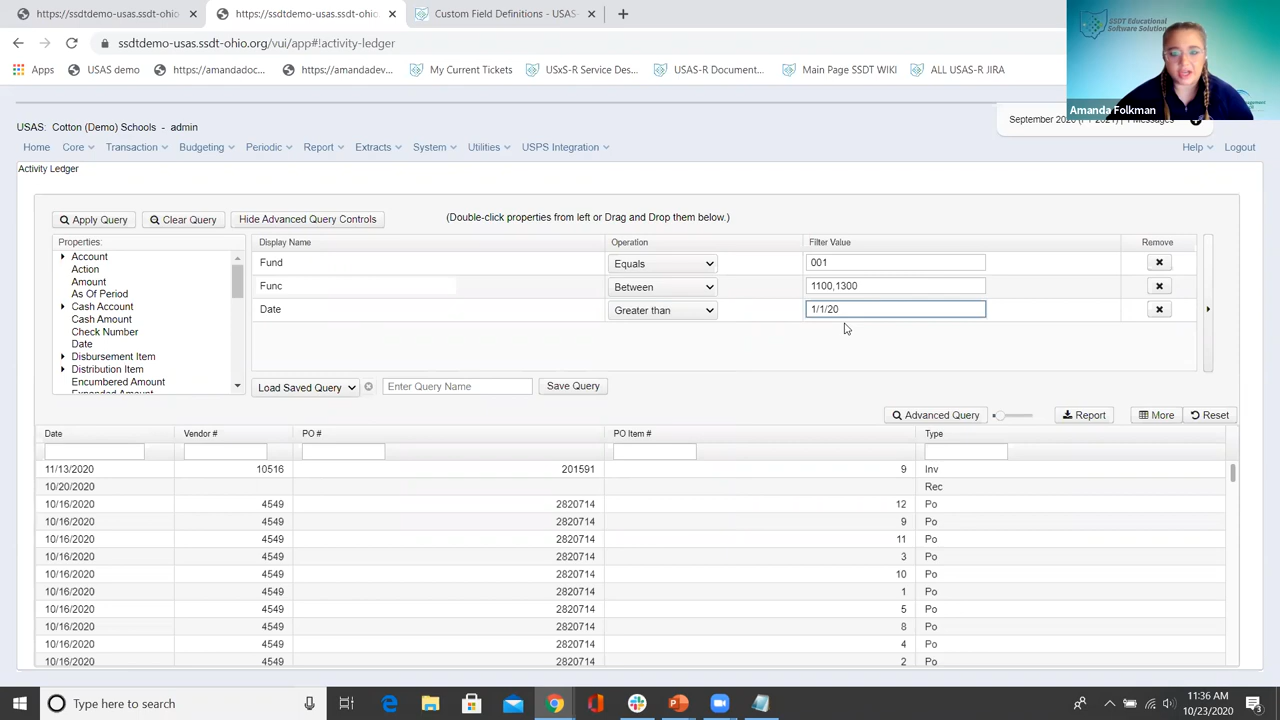 https://ssdtdemo-usas.ssdt-ohio.org/
https://ssdtdemo-usas.ssdt-ohio.
Custom Field Definitions - USAS-
ssdtdemo-usas.ssdt-ohio.org/vui/app#!activity-ledger
Apps
USAS demo
https://amandadoc...
https://amandadev...
My Current Tickets
USxS-R Service Des...
USAS-R Document...
Main Page SSDT WIKI
ALL USAS-R JIRA
SSDT Educational
Software Solutions
Amanda Folkman
USAS: Cotton (Demo) Schools - admin
Home Core Transaction Budgeting Periodic Report Extracts System Utilities USPS Integration Help Logout
Activity Ledger
Apply Query Clear Query Hide Advanced Query Controls (Double-click properties from left or Drag and Drop them below.)
Properties:
Account
Action
Amount
As Of Period
Cash Account
Cash Amount
Check Number
Date
Disbursement Item
Distribution Item
Encumbered Amount
Expended Amount
Display Name Operation Filter Value Remove
Fund Equals 001
Func Between 1100,1300
Date Greater than 1/1/20
Load Saved Query Enter Query Name Save Query
Advanced Query Report More Reset
Date Vendor # PO # PO Item # Type
11/13/2020 10516 201591 9 Inv
10/20/2020 Rec
10/16/2020 4549 2820714 12 Po
10/16/2020 4549 2820714 9 Po
10/16/2020 4549 2820714 11 Po
10/16/2020 4549 2820714 3 Po
10/16/2020 4549 2820714 10 Po
10/16/2020 4549 2820714 1 Po
10/16/2020 4549 2820714 5 Po
10/16/2020 4549 2820714 8 Po
10/16/2020 4549 2820714 4 Po
10/16/2020 4549 2820714 2 Po
Type here to search
11:36 AM
10/23/2020
3